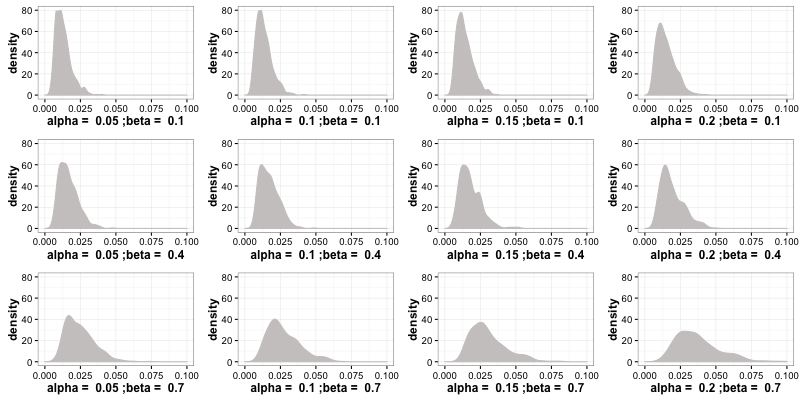 density 80 60 40 20 0
0.000 0.025 0.050 0.075 0.100
alpha = 0.05 ;beta = 0.1
density 80 60 40 20 0
0.000 0.025 0.050 0.075 0.100
alpha = 0.1 ;beta = 0.1
density 80 60 40 20 0
0.000 0.025 0.050 0.075 0.100
alpha = 0.15 ;beta = 0.1
density 80 60 40 20 0
0.000 0.025 0.050 0.075 0.100
alpha = 0.2 ;beta = 0.1
density 80 60 40 20 0
0.000 0.025 0.050 0.075 0.100
alpha = 0.05 ;beta = 0.4
density 80 60 40 20 0
0.000 0.025 0.050 0.075 0.100
alpha = 0.1 ;beta = 0.4
density 80 60 40 20 0
0.000 0.025 0.050 0.075 0.100
alpha = 0.15 ;beta = 0.4
density 80 60 40 20 0
0.000 0.025 0.050 0.075 0.100
alpha = 0.2 ;beta = 0.4
density 80 60 40 20 0
0.000 0.025 0.050 0.075 0.100
alpha = 0.05 ;beta = 0.7
density 80 60 40 20 0
0.000 0.025 0.050 0.075 0.100
alpha = 0.1 ;beta = 0.7
density 80 60 40 20 0
0.000 0.025 0.050 0.075 0.100
alpha = 0.15 ;beta = 0.7
density 80 60 40 20 0
0.000 0.025 0.050 0.075 0.100
alpha = 0.2 ;beta = 0.7